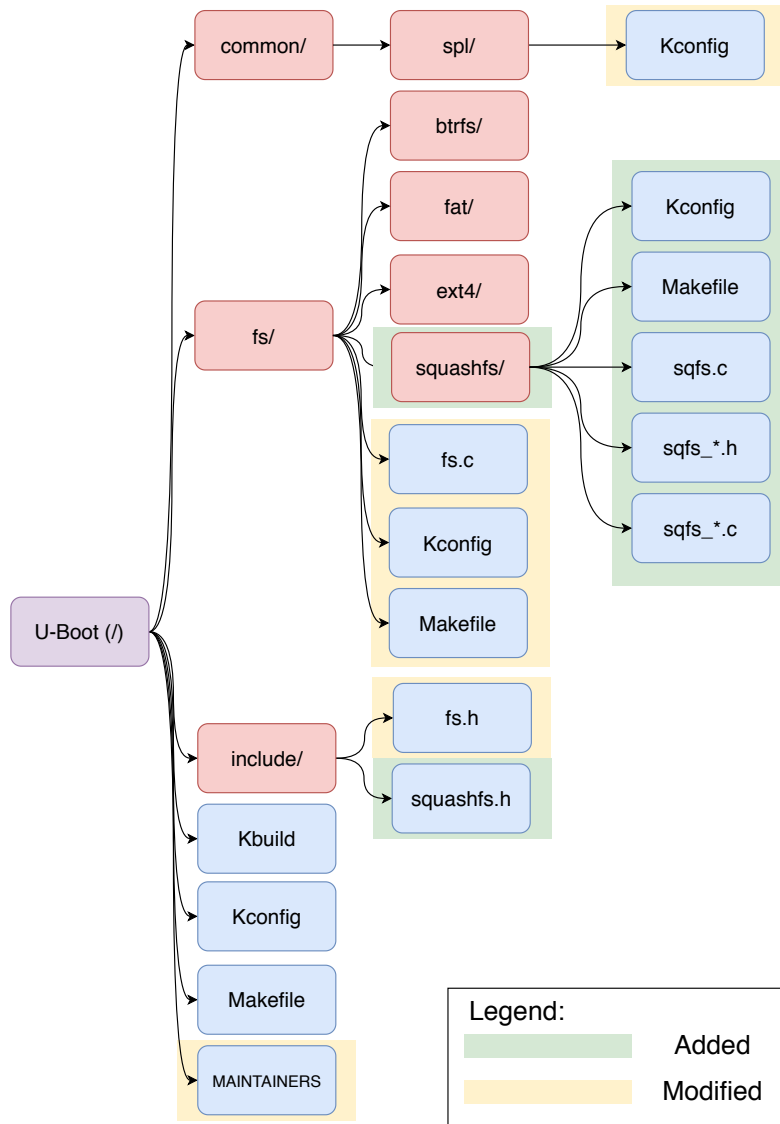 common/
spl/
Kconfig
btrfs/
fat/
ext4/
fs/
squashfs/
Kconfig
Makefile
sqfs.c
sqfs_*.h
sqfs_*.c
fs.c
Kconfig
Makefile
U-Boot (/)
include/
fs.h
squashfs.h
Kbuild
Kconfig
Makefile
MAINTAINERS
Legend:
Added
Modified